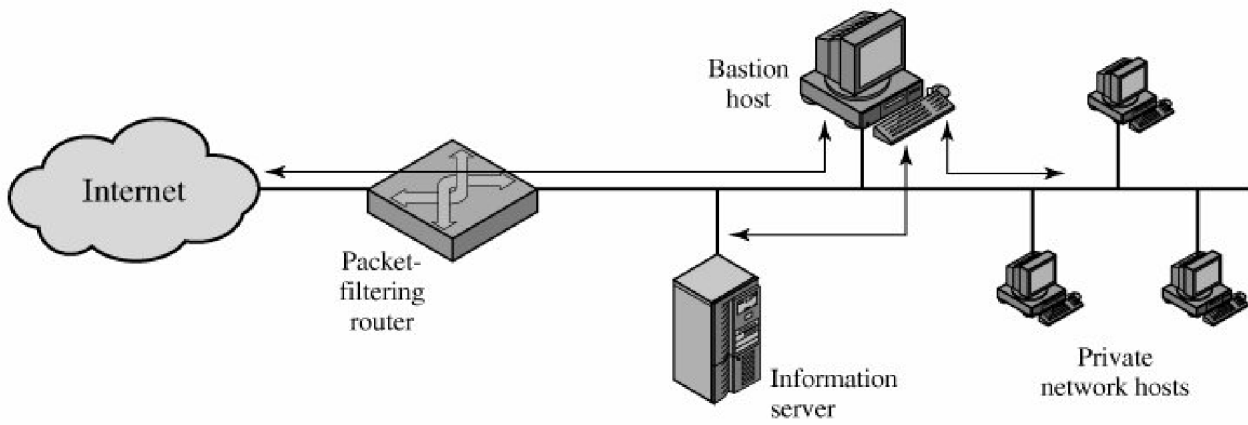 Bastion
host
Internet
Packet-
filtering
router
Information
server
Private
network hosts